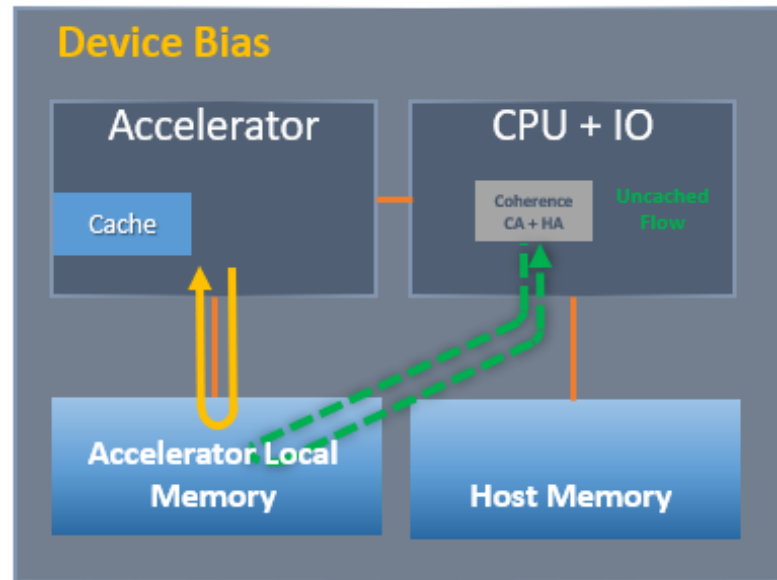 Device Bias
Accelerator
CPU + IO
Cache
Coherence
CA + HA
Uncached
Flow
Accelerator Local
Memory
Host Memory